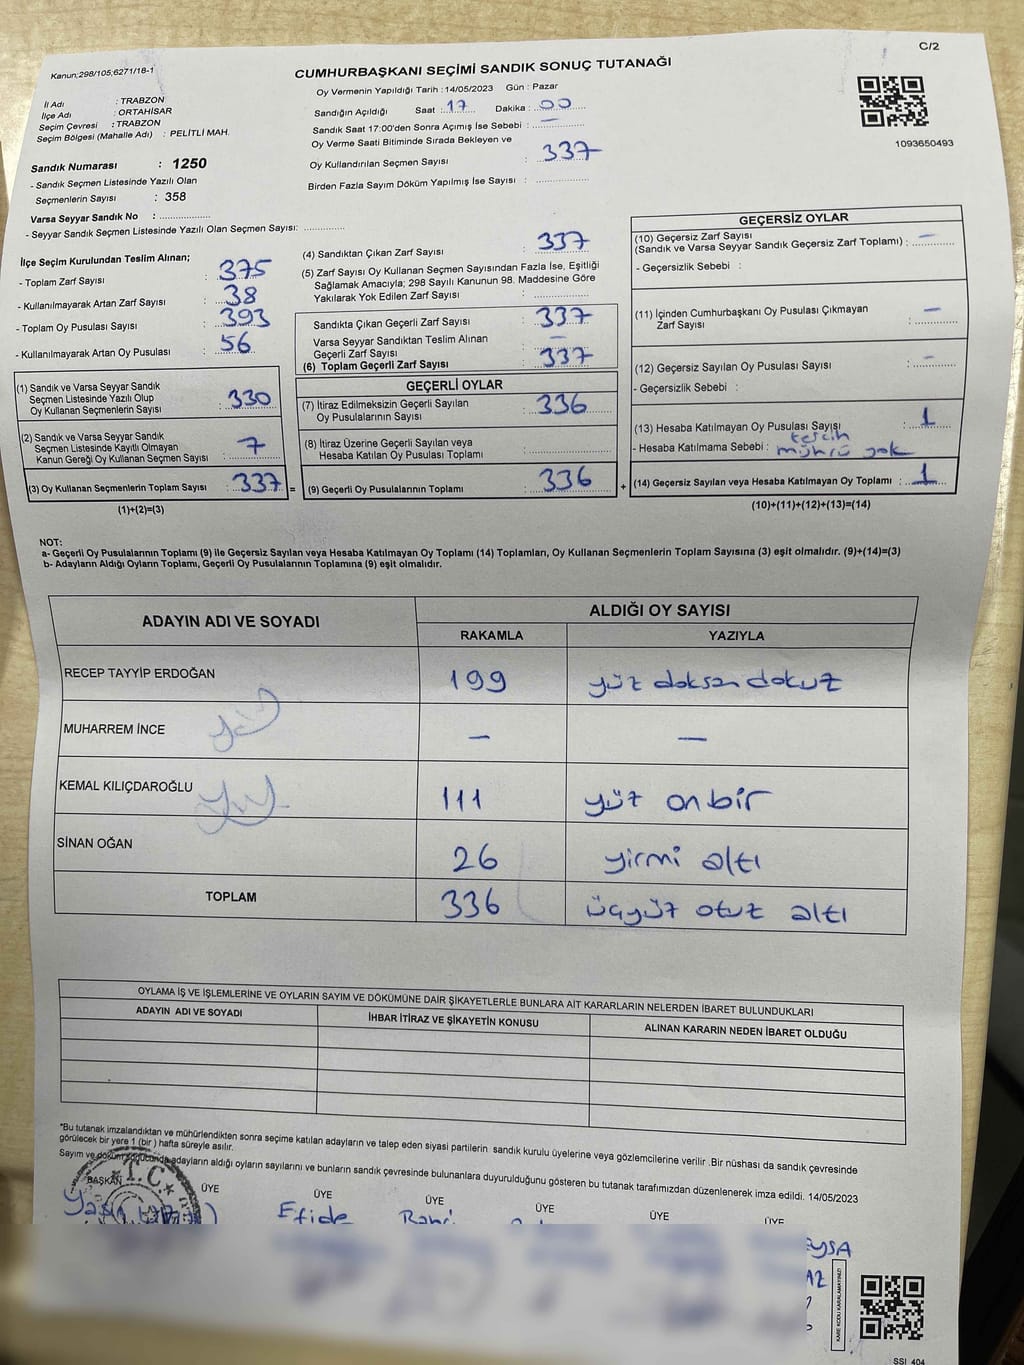 Kanun;298/105;6271/18-1
C/2
CUMHURBAŞKANI SEÇİMİ SANDIK SONUÇ TUTANAĞI
İl Adı : TRABZON
İlçe Adı : ORTAHİSAR
Seçim Çevresi : TRABZON
Seçim Bölgesi (Mahalle Adı) : PELİTLİ MAH.
Sandık Numarası : 1250
- Sandık Seçmen Listesinde Yazılı Olan
Seçmenlerin Sayısı : 358
Varsa Seyyar Sandık No : ..................
- Seyyar Sandık Seçmen Listesinde Yazılı Olan Seçmen Sayısı: ...............
Oy Vermenin Yapıldığı Tarih : 14/05/2023 Gün : Pazar
Sandığın Açıldığı Saat : 17 Dakika : 00
Sandık Saat 17:00'den Sonra Açımış İse Sebebi : —
Oy Verme Saati Bitiminde Sırada Bekleyen ve
Oy Kullandırılan Seçmen Sayısı : 337
Birden Fazla Sayım Döküm Yapılmış İse Sayısı : ..................
1093650493
İlçe Seçim Kurulundan Teslim Alınan;
- Toplam Zarf Sayısı : 375
- Kullanılmayarak Artan Zarf Sayısı : 38
- Toplam Oy Pusulası Sayısı : 393
- Kullanılmayarak Artan Oy Pusulası : 56
(1) Sandık ve Varsa Seyyar Sandık
Seçmen Listesinde Yazılı Olup
Oy Kullanan Seçmenlerin Sayısı : 330
(2) Sandık ve Varsa Seyyar Sandık
Seçmen Listesinde Kayıtlı Olmayan
Kanun Gereği Oy Kullanan Seçmen Sayısı : 7
(3) Oy Kullanan Seçmenlerin Toplam Sayısı : 337 =
(1)+(2)=(3)
(4) Sandıktan Çıkan Zarf Sayısı : 337
(5) Zarf Sayısı Oy Kullanan Seçmen Sayısından Fazla İse, Eşitliği
Sağlamak Amacıyla; 298 Sayılı Kanunun 98. Maddesine Göre
Yakılarak Yok Edilen Zarf Sayısı : ..................
Sandıkta Çıkan Geçerli Zarf Sayısı : 337
Varsa Seyyar Sandıktan Teslim Alınan
Geçerli Zarf Sayısı : —
(6) Toplam Geçerli Zarf Sayısı : 337
GEÇERLİ OYLAR
(7) İtiraz Edilmeksizin Geçerli Sayılan
Oy Pusulalarının Sayısı : 336
(8) İtiraz Üzerine Geçerli Sayılan veya
Hesaba Katılan Oy Pusulası Toplamı : ..................
(9) Geçerli Oy Pusulalarının Toplamı : 336 +
GEÇERSİZ OYLAR
(10) Geçersiz Zarf Sayısı
(Sandık ve Varsa Seyyar Sandık Geçersiz Zarf Toplamı) : —
- Geçersizlik Sebebi :
(11) İçinden Cumhurbaşkanı Oy Pusulası Çıkmayan
Zarf Sayısı : —
(12) Geçersiz Sayılan Oy Pusulası Sayısı : —
- Geçersizlik Sebebi :
(13) Hesaba Katılmayan Oy Pusulası Sayısı : 1
- Hesaba Katılmama Sebebi : tercih
mührü yok
(14) Geçersiz Sayılan veya Hesaba Katılmayan Oy Toplamı : 1
(10)+(11)+(12)+(13)=(14)
NOT:
a- Geçerli Oy Pusulalarının Toplamı (9) ile Geçersiz Sayılan veya Hesaba Katılmayan Oy Toplamı (14) Toplamları, Oy Kullanan Seçmenlerin Toplam Sayısına (3) eşit olmalıdır. (9)+(14)=(3)
b- Adayların Aldığı Oyların Toplamı, Geçerli Oy Pusulalarının Toplamına (9) eşit olmalıdır.
ADAYIN ADI VE SOYADI ALDIĞI OY SAYISI
RAKAMLA YAZIYLA
RECEP TAYYİP ERDOĞAN 199 yüz doksan dokuz
MUHARREM İNCE — —
KEMAL KILIÇDAROĞLU 111 yüz on bir
SİNAN OĞAN 26 yirmi altı
TOPLAM 336 üçyüz otuz altı
OYLAMA İŞ VE İŞLEMLERİNE VE OYLARIN SAYIM VE DÖKÜMÜNE DAİR ŞİKAYETLERLE BUNLARA AİT KARARLARIN NELERDEN İBARET BULUNDUKLARI
ADAYIN ADI VE SOYADI İHBAR İTİRAZ VE ŞİKAYETİN KONUSU ALINAN KARARIN NEDEN İBARET OLDUĞU
*Bu tutanak imzalandıktan ve mühürlendikten sonra seçime katılan adayların ve talep eden siyasi partilerin sandık kurulu üyelerine veya gözlemcilerine verilir .Bir nüshası da sandık çevresinde
görülecek bir yere 1 (bir ) hafta süreyle asılır.
Sayım ve döküm sonucunda adayların aldığı oyların sayılarını ve bunların sandık çevresinde bulunanlara duyurulduğunu gösteren bu tutanak tarafımızdan düzenlenerek imza edildi. 14/05/2023
BAŞKAN ÜYE ÜYE ÜYE ÜYE ÜYE ÜYE
T.C.
Efide
KARE KODU KARALAMAYINIZ!
SSI 404